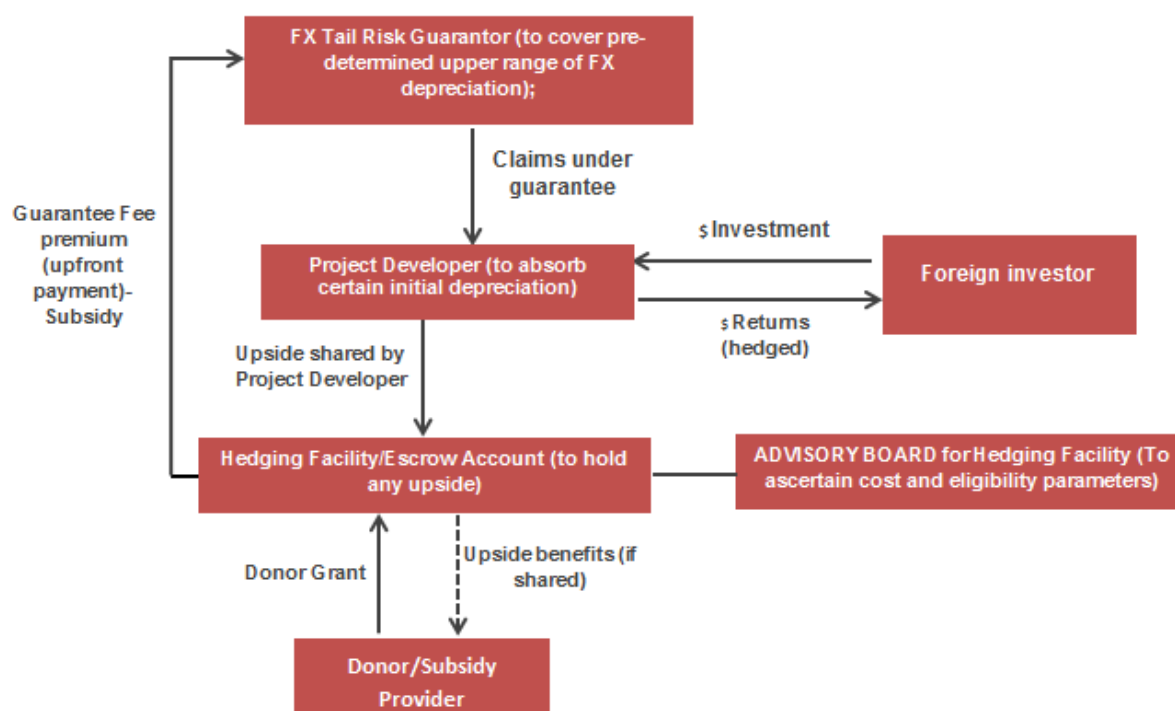 FX Tail Risk Guarantor (to cover pre-
determined upper range of FX
depreciation);
Claims under
guarantee
Guarantee Fee
premium
(upfront
payment)-
Subsidy
$Investment
Project Developer (to absorb
certain initial depreciation)
Foreign investor
$Returns
(hedged)
Upside shared by
Project Developer
Hedging Facility/Escrow Account (to hold
any upside)
ADVISORY BOARD for Hedging Facility (To
ascertain cost and eligibility parameters)
Donor Grant
Upside benefits (if
shared)
Donor/Subsidy
Provider